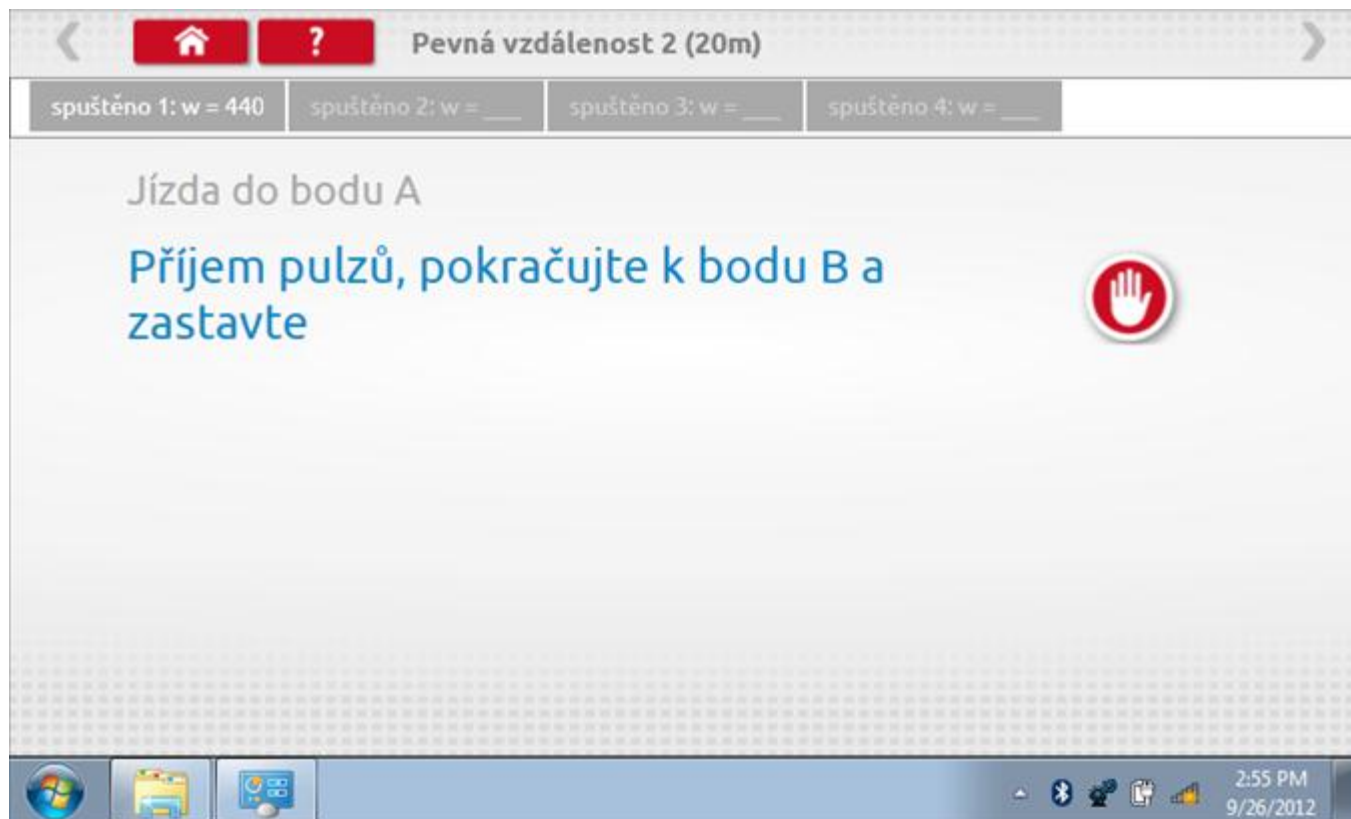 ? Pevná vzdálenost 2 (20m)
spuštěno 1: w = 440 spuštěno 2: w = ___ spuštěno 3: w = ___ spuštěno 4: w = ___
Jízda do bodu A
Příjem pulzů, pokračujte k bodu B a
zastavte
2:55 PM
9/26/2012